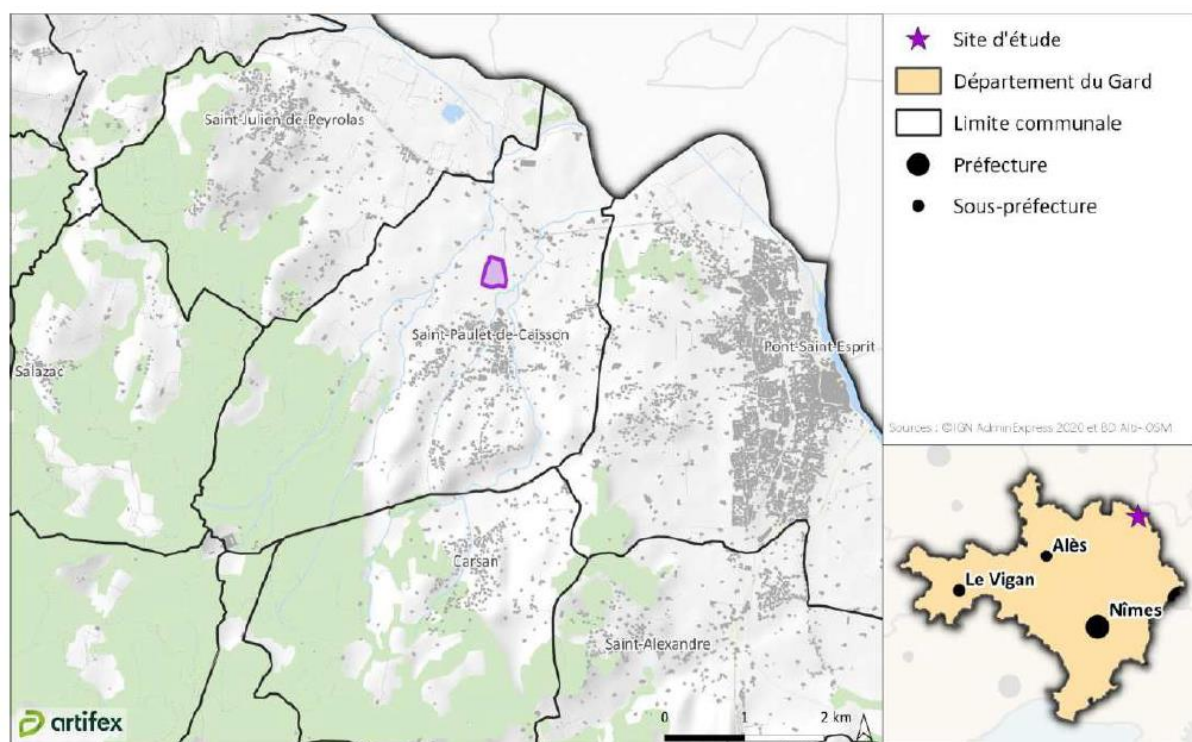 Saint-Julien-de-Peyrolas
Saint-Paulet-de-Caisson
Pont-Saint-Esprit
Salazac
Carsan
Saint-Alexandre
artifex
0 1 2 km
Site d'étude
Département du Gard
Limite communale
Préfecture
Sous-préfecture
Sources : ©IGN AdminExpress 2020 et BD Alti-OSM
Alès
Le Vigan
Nîmes